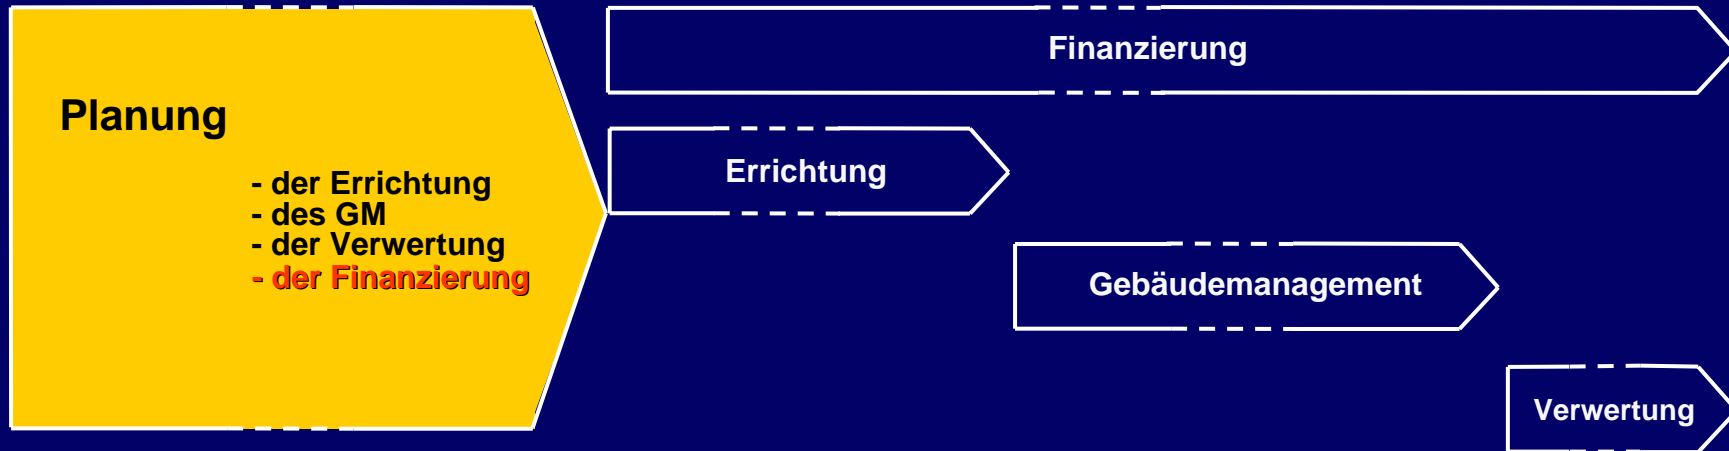 Planung
- der Errichtung
- des GM
- der Verwertung
- der Finanzierung
Finanzierung
Errichtung
Gebäudemanagement
Verwertung